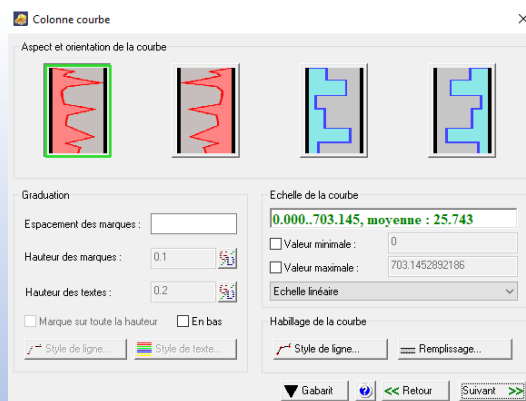 Colonne courbe
Aspect et orientation de la courbe
Graduation
Espacement des marques :
Hauteur des marques : 0.1
Hauteur des textes : 0.2
Marque sur toute la hauteur En bas
Style de ligne... Style de texte...
Echelle de la courbe
0.000..703.145, moyenne : 25.743
Valeur minimale : 0
Valeur maximale : 703.1452892186
Echelle linéaire
Habillage de la courbe
Style de ligne... Remplissage...
Gabarit << Retour Suivant >>